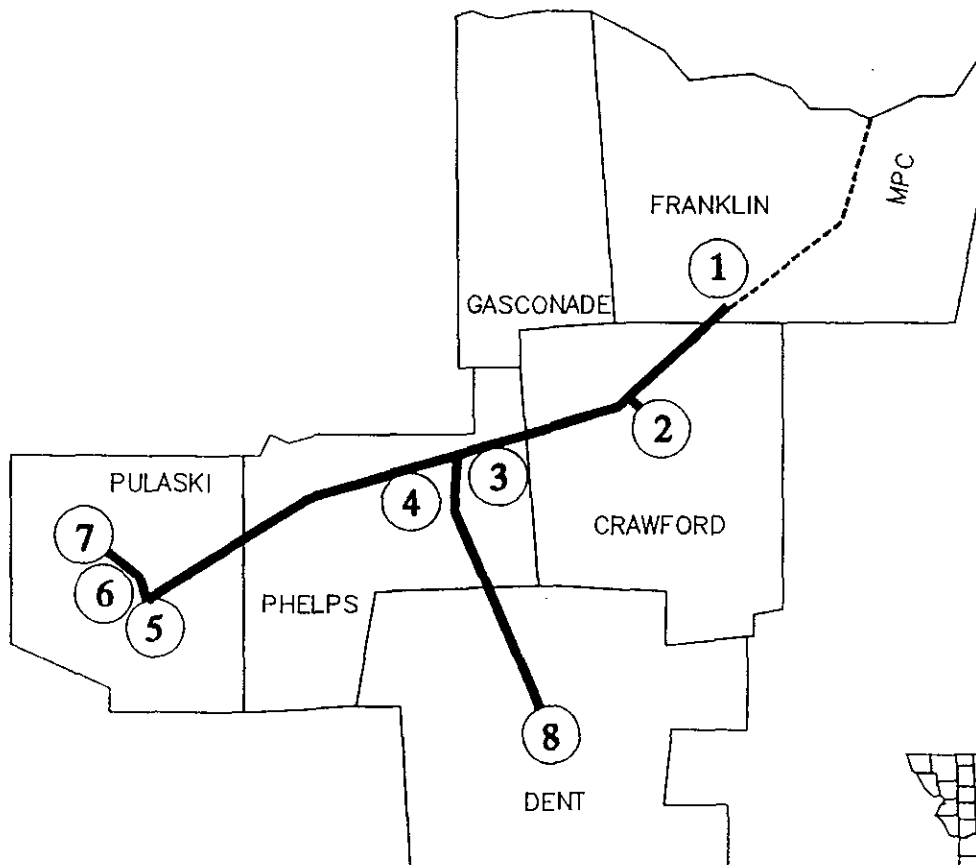 FRANKLIN
MPC
1
GASCONADE
2
3
PULASKI
4
CRAWFORD
7
6
PHELPS
5
8
DENT